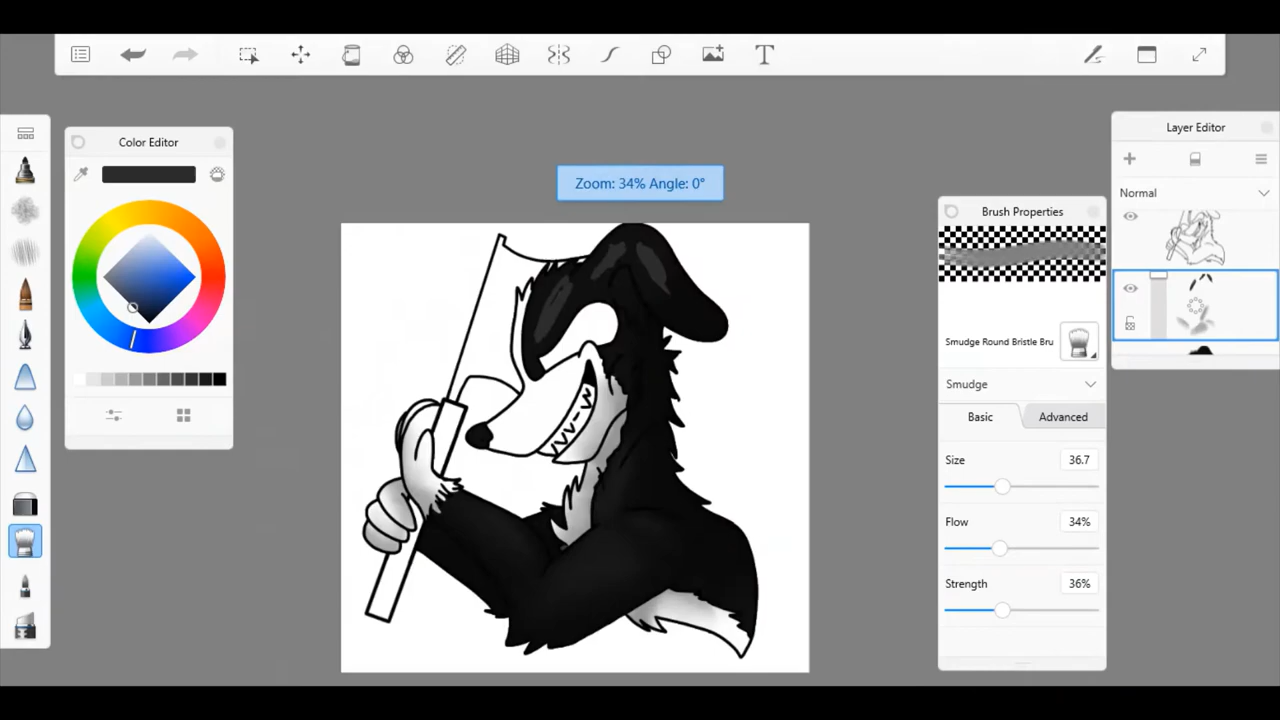 Color Editor
Zoom: 34% Angle: 0°
Layer Editor
Normal
Brush Properties
Smudge Round Bristle Bru
Smudge
Basic
Advanced
Size
36.7
Flow
34%
Strength
36%